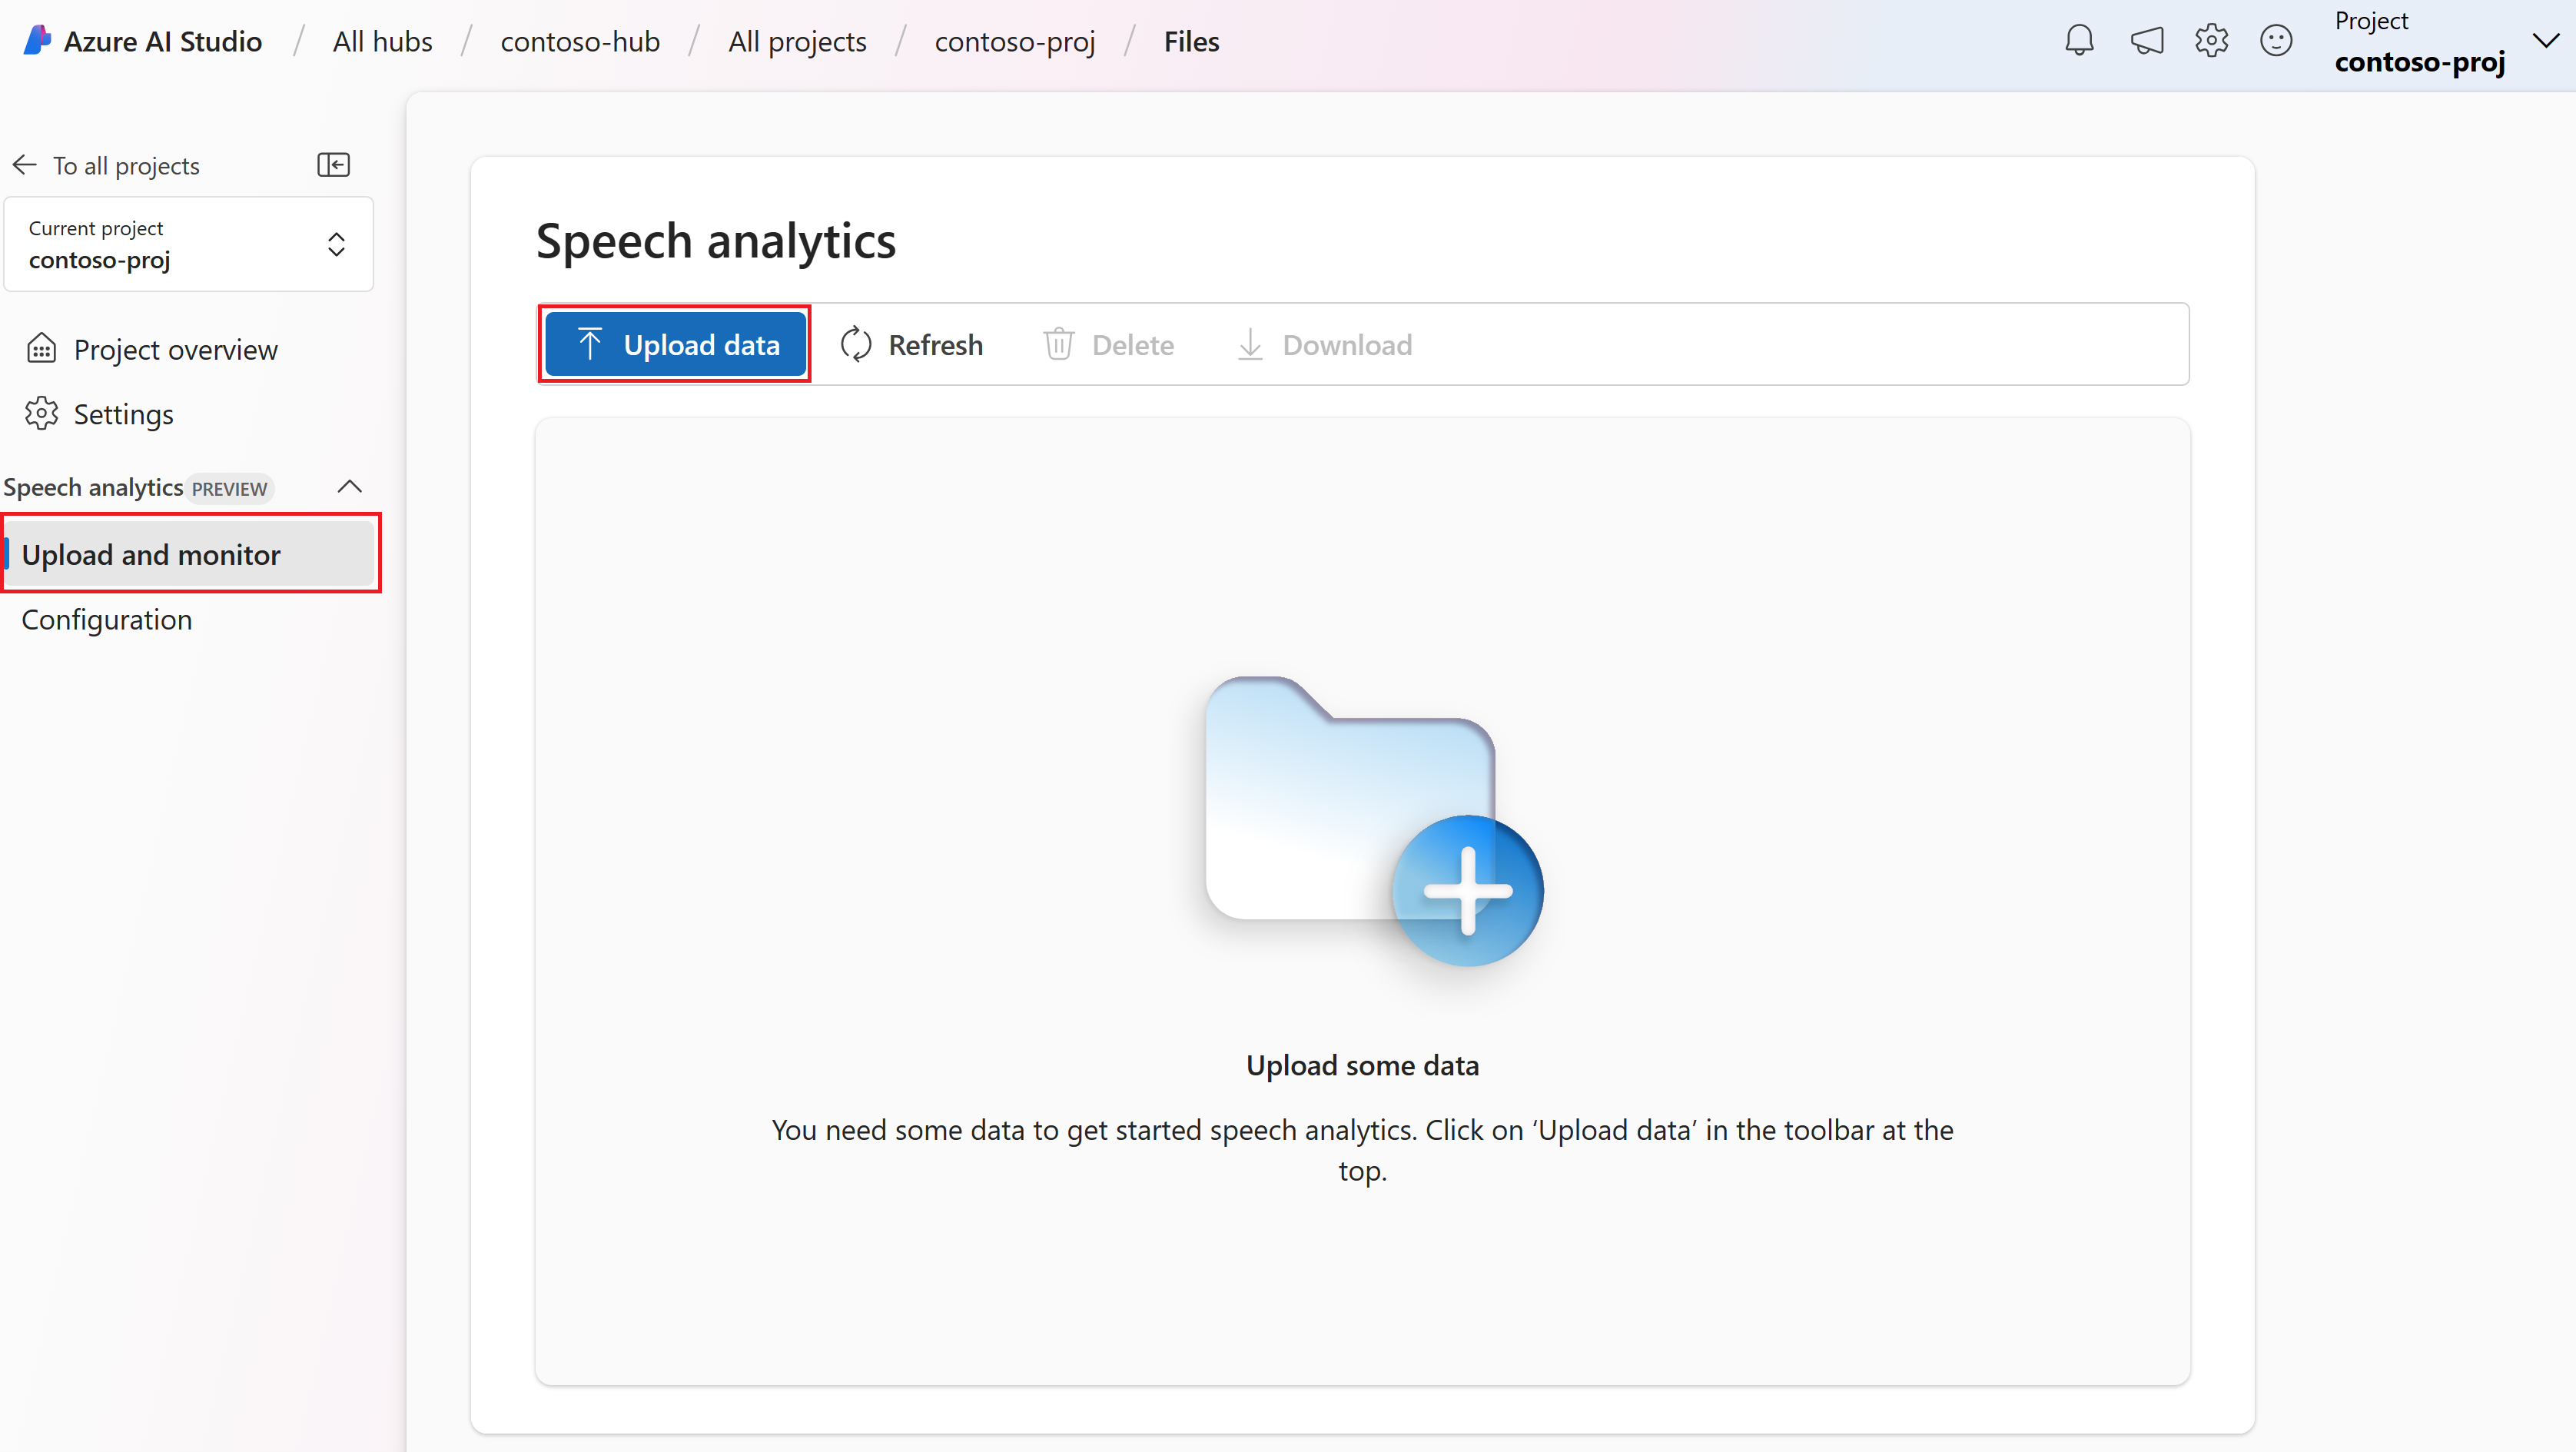 Azure AI Studio / All hubs / contoso-hub / All projects / contoso-proj / Files
Project
contoso-proj
To all projects
Current project
contoso-proj
Project overview
Settings
Speech analytics PREVIEW
Upload and monitor
Configuration
Speech analytics
Upload data Refresh Delete Download
Upload some data
You need some data to get started speech analytics. Click on ‘Upload data’ in the toolbar at the
top.